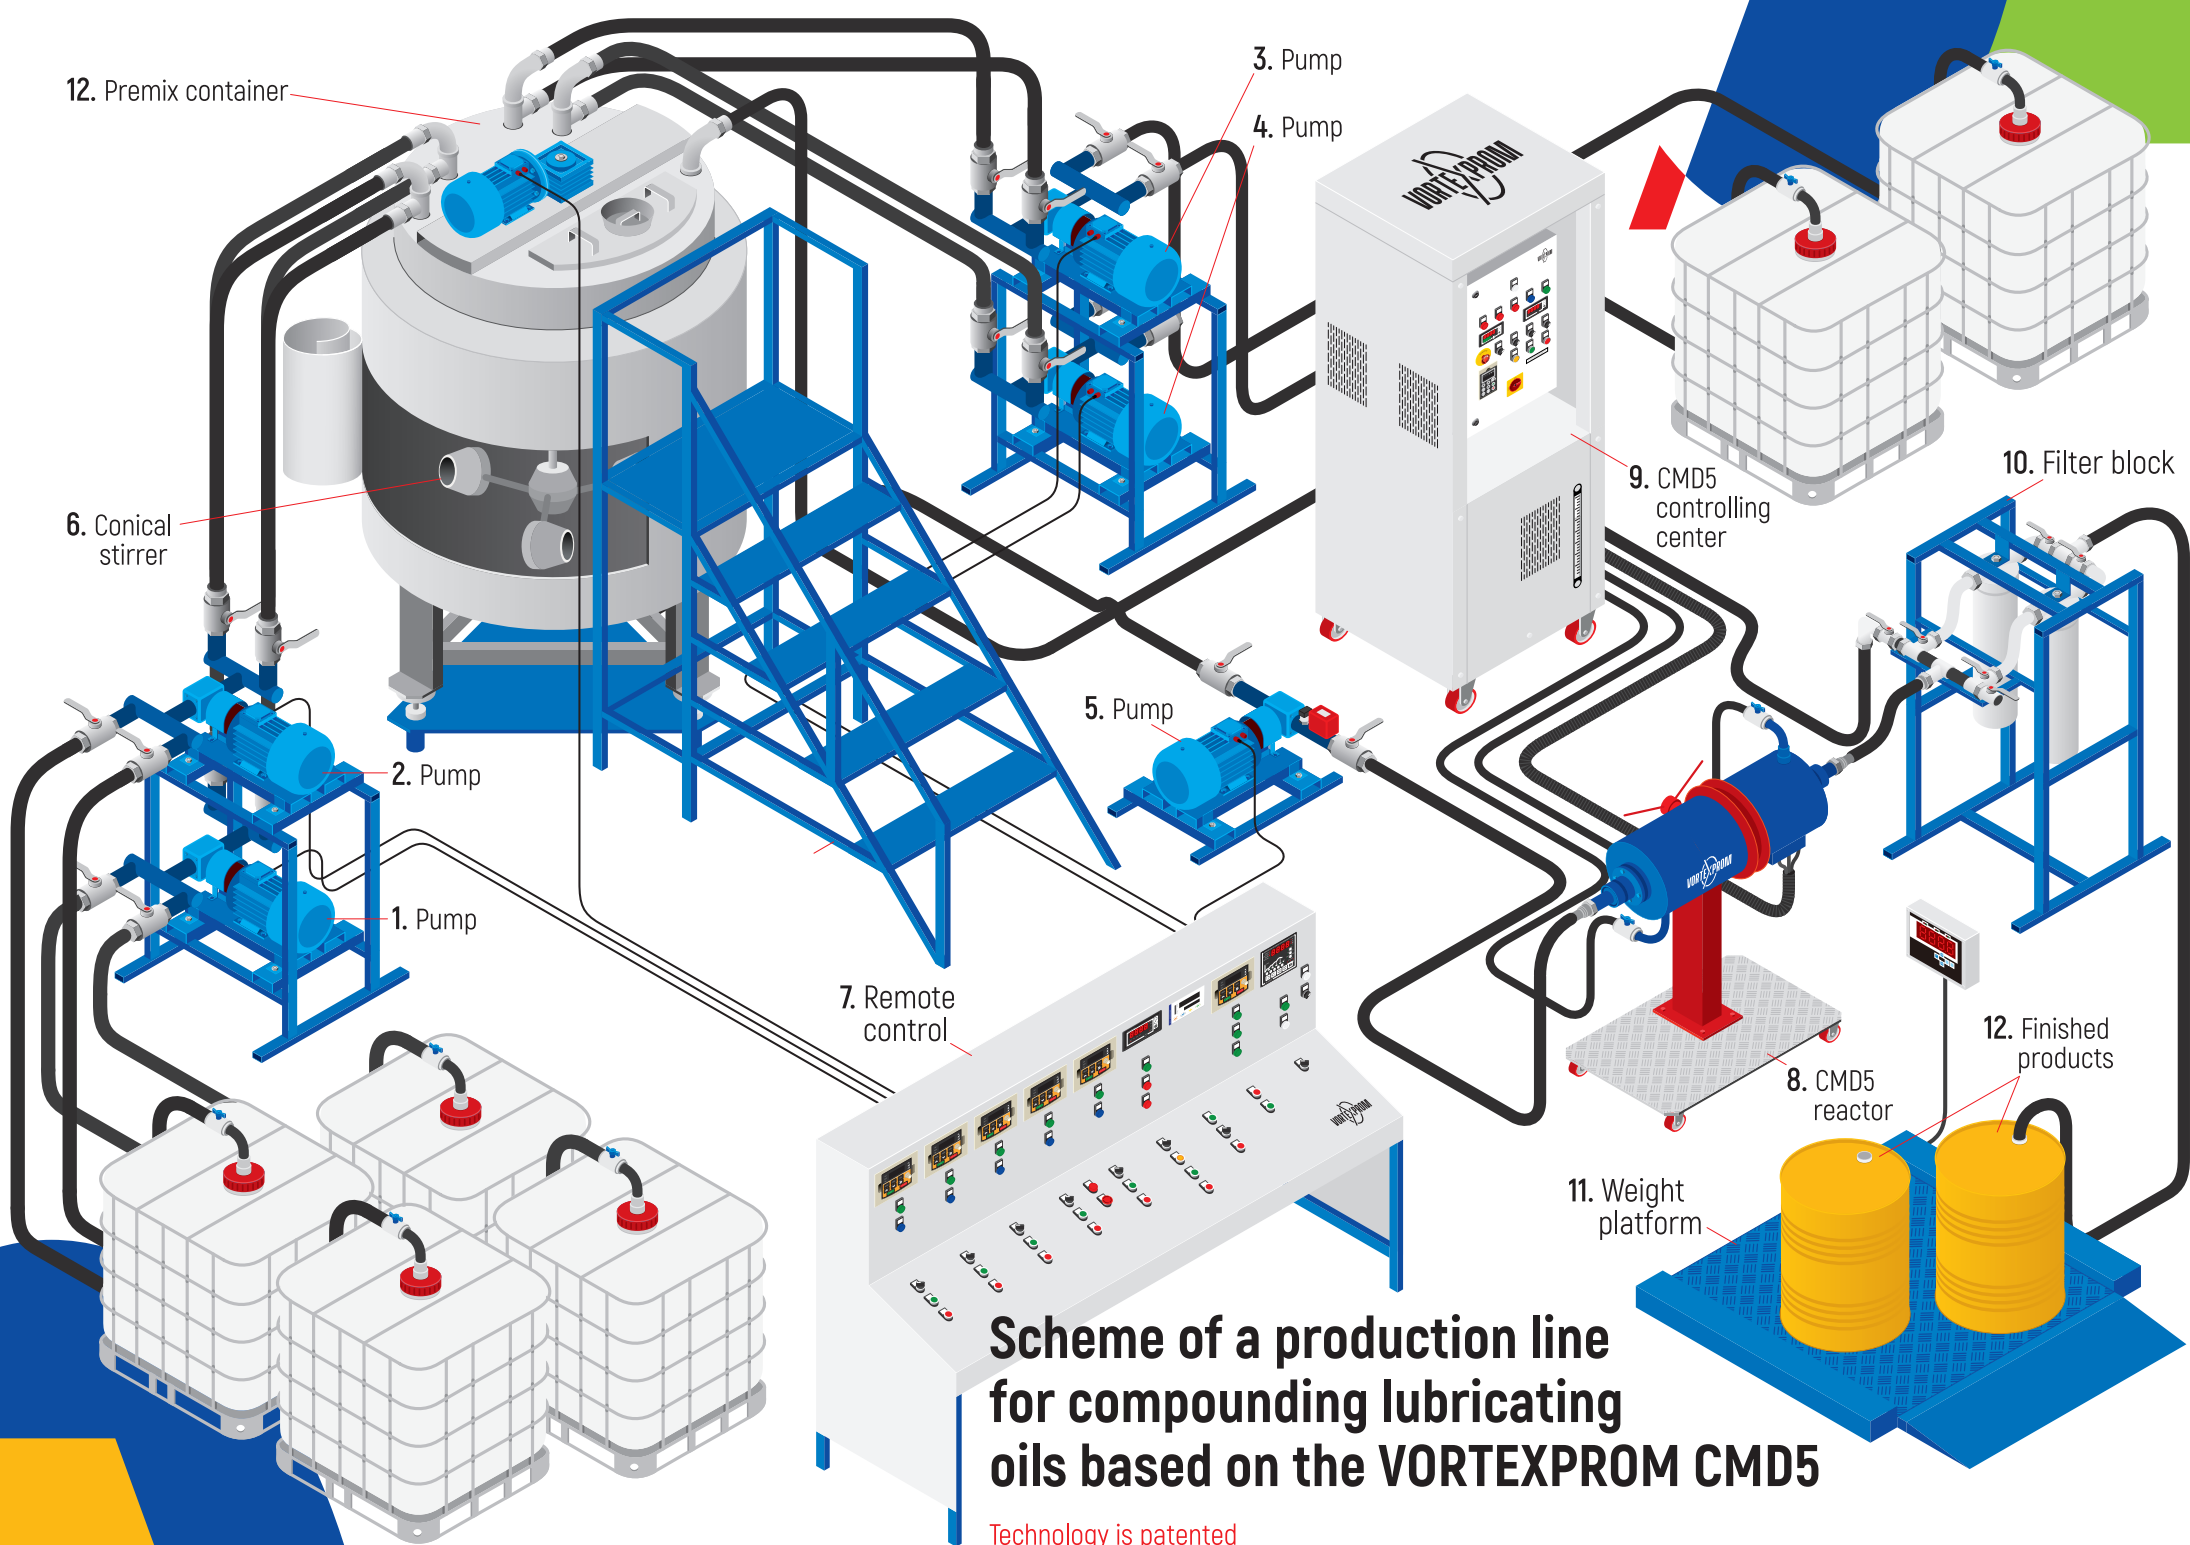 12. Premix container
3. Pump
4. Pump
VORTEXPROM
10. Filter block
9. CMD5
controlling
center
6. Conical
stirrer
5. Pump
2. Pump
VORTEXPROM
1. Pump
7. Remote
control
12. Finished
products
8. CMD5
reactor
VORTEXPROM
11. Weight
platform
Scheme of a production line
for compounding lubricating
oils based on the VORTEXPROM CMD5
Technology is patented